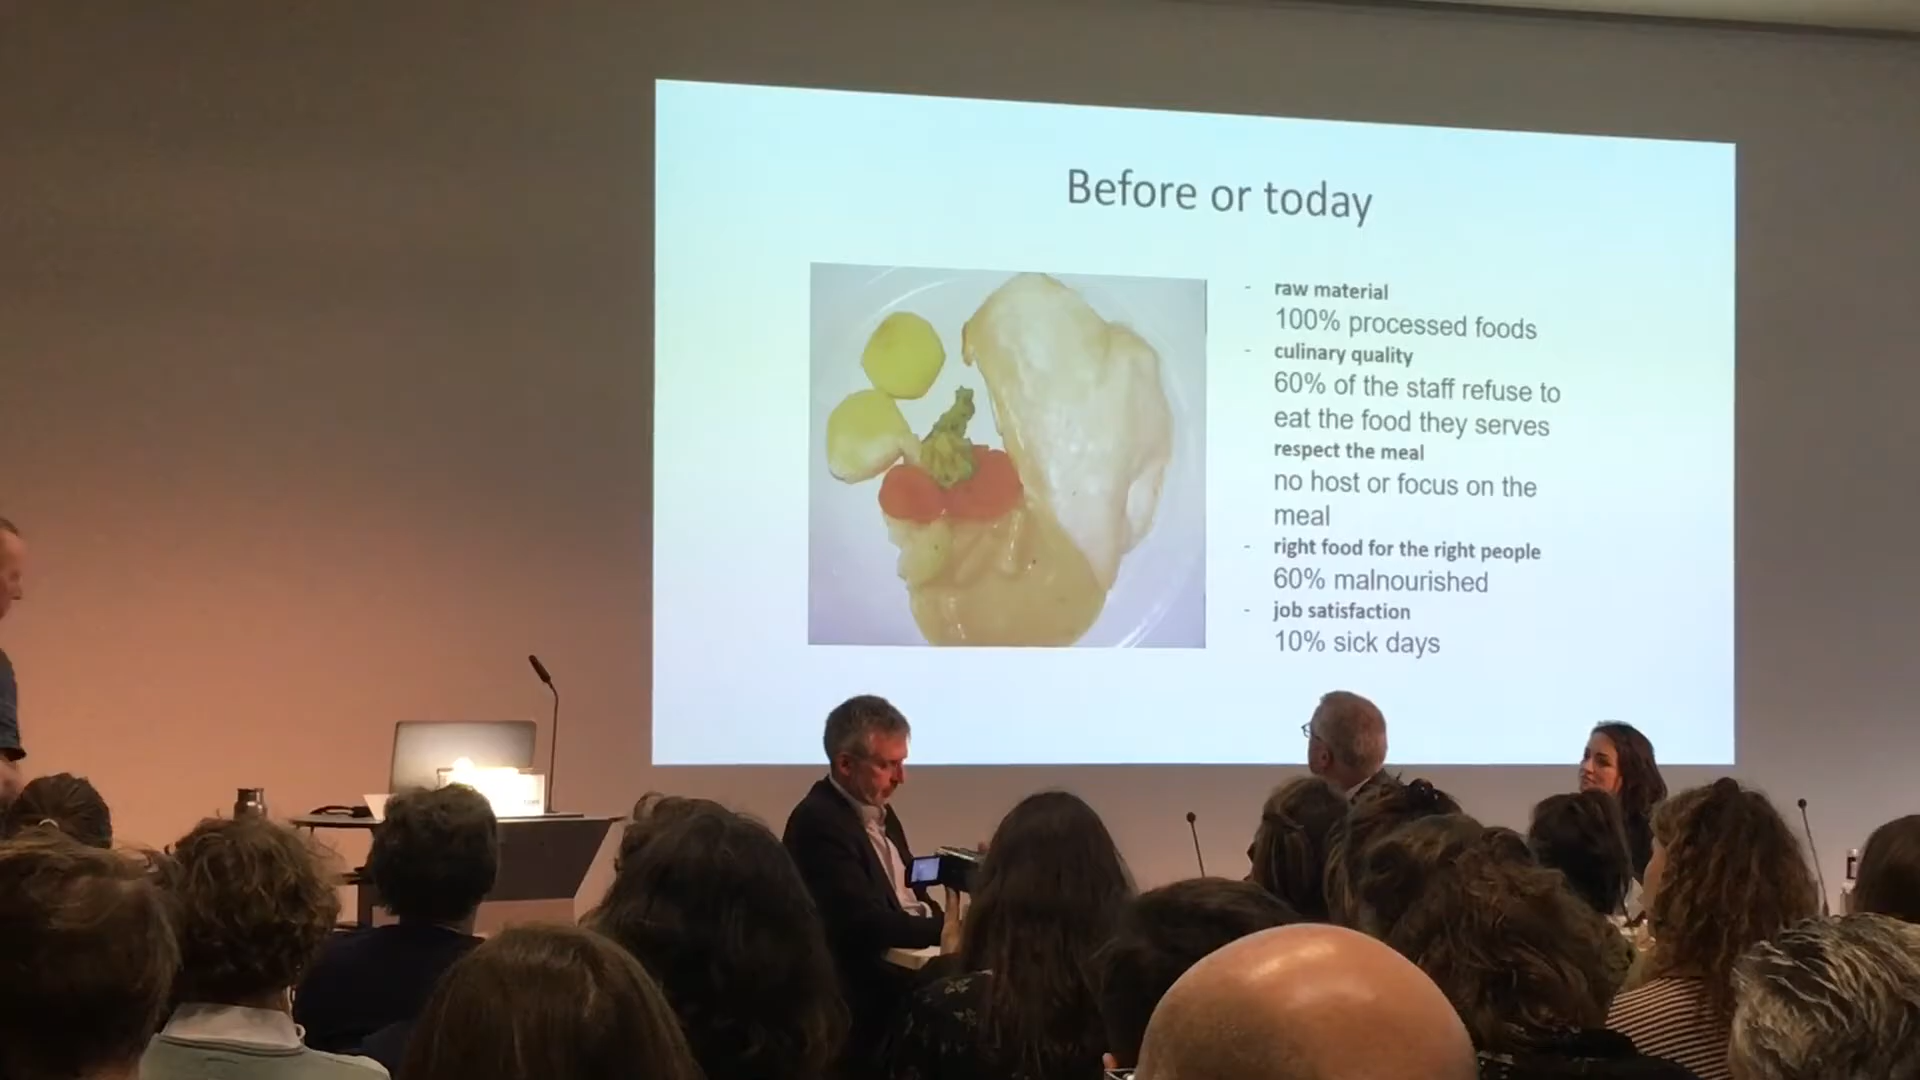 Before or today
- raw material
100% processed foods
- culinary quality
60% of the staff refuse to
eat the food they serves
respect the meal
no host or focus on the
meal
- right food for the right people
60% malnourished
- job satisfaction
10% sick days